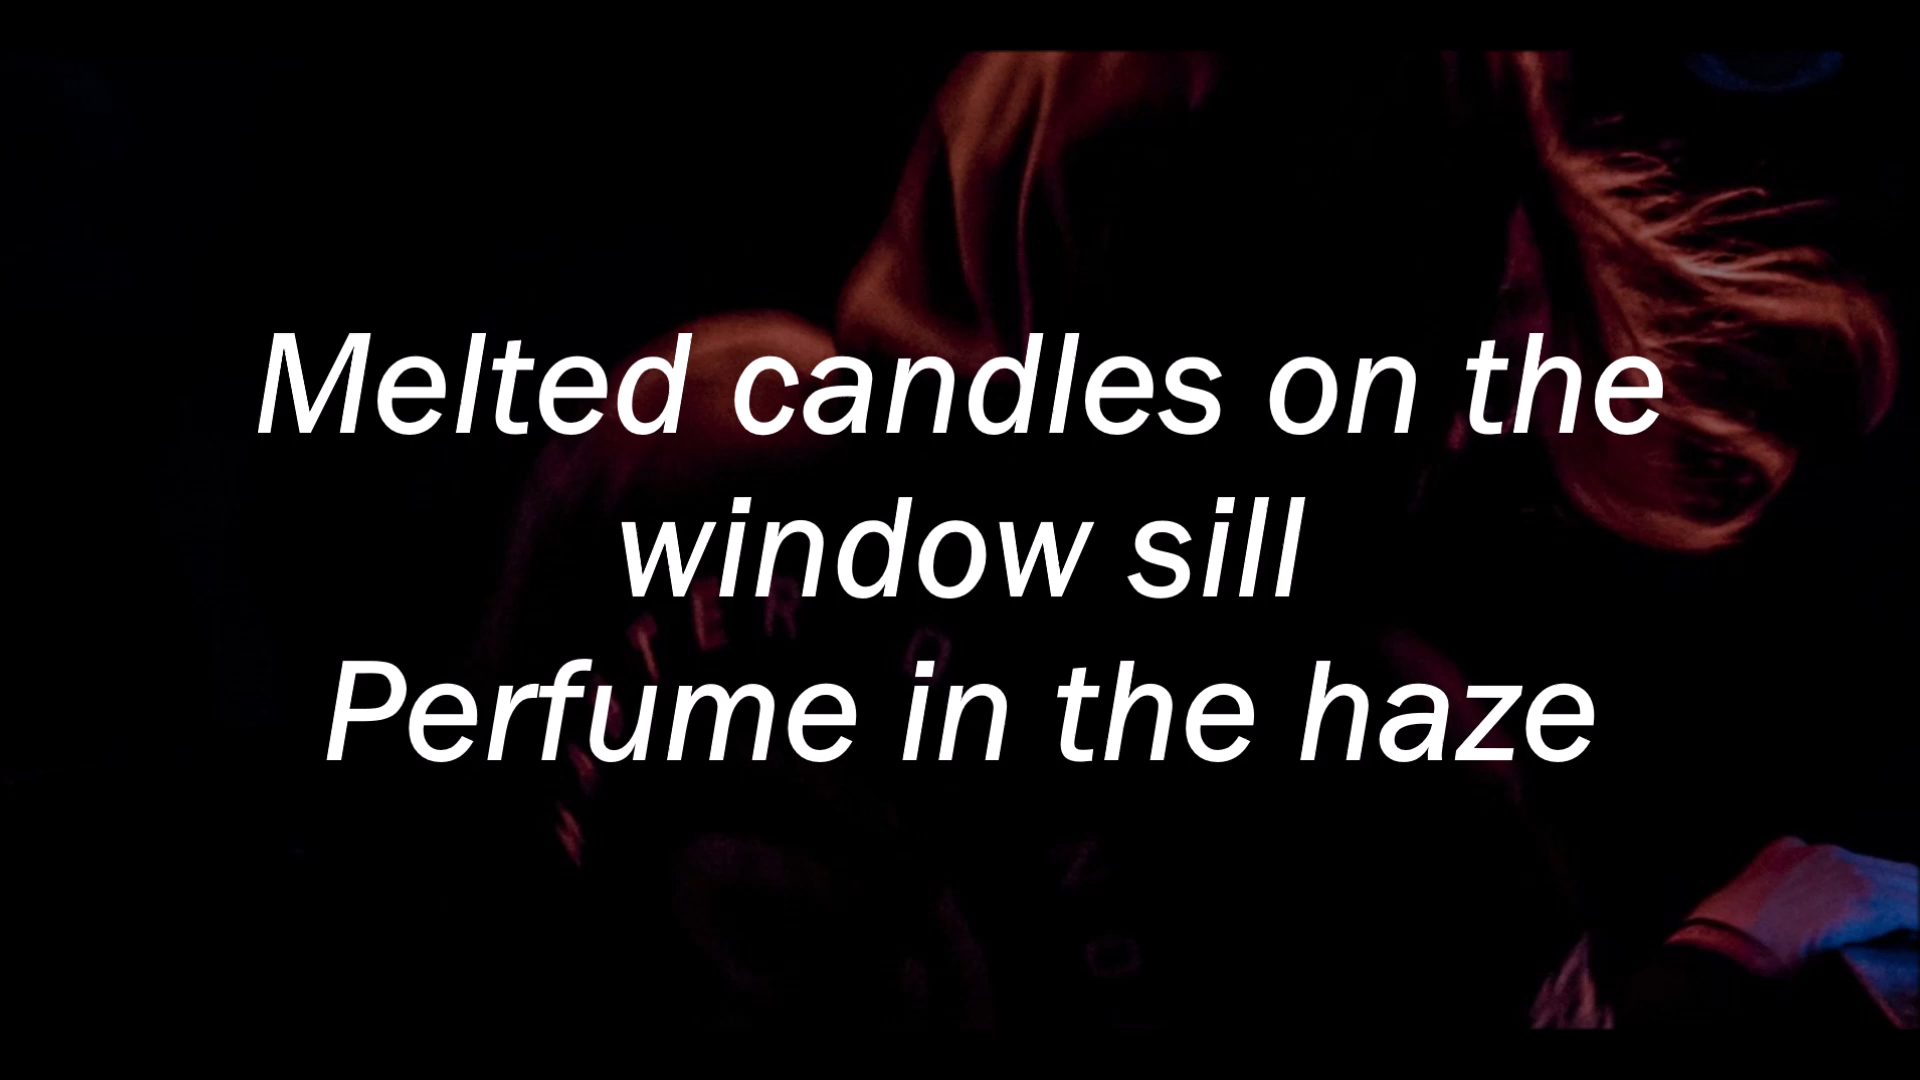 Melted candles on the
window sill
Perfume in the haze